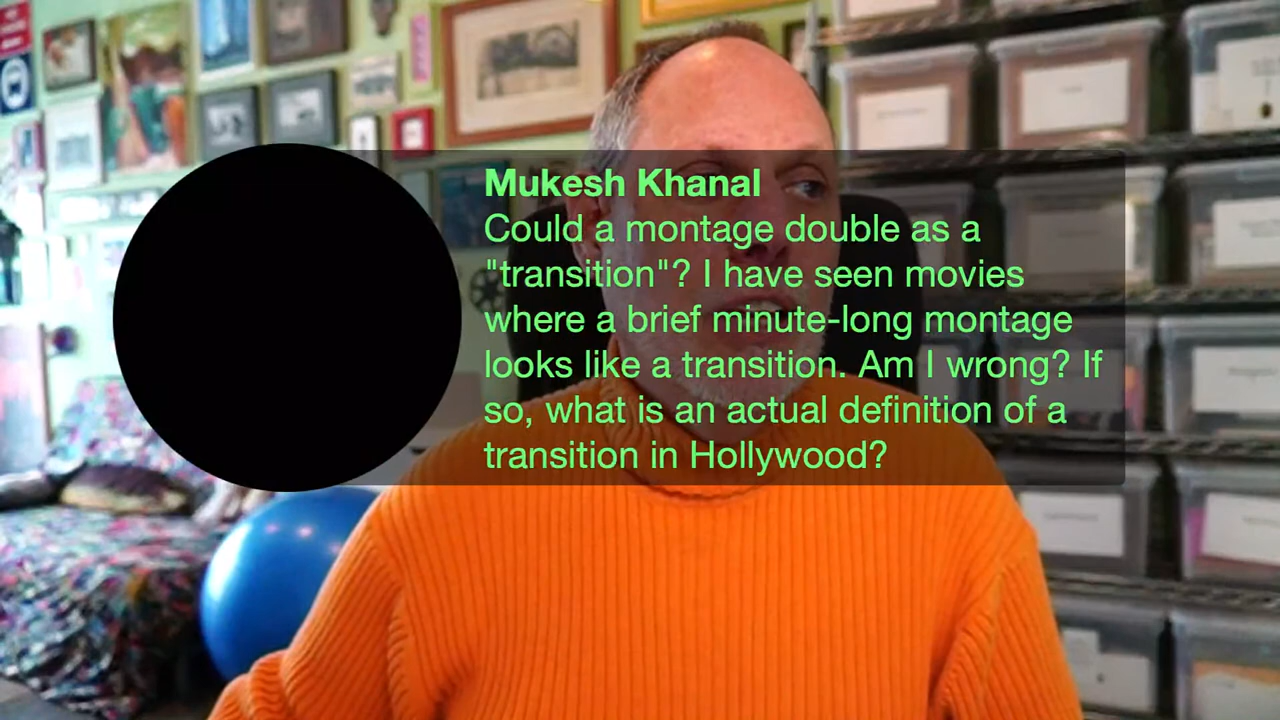 Mukesh Khanal
Could a montage double as a
"transition"? I have seen movies
where a brief minute-long montage
looks like a transition. Am I wrong? If
so, what is an actual definition of a
transition in Hollywood?